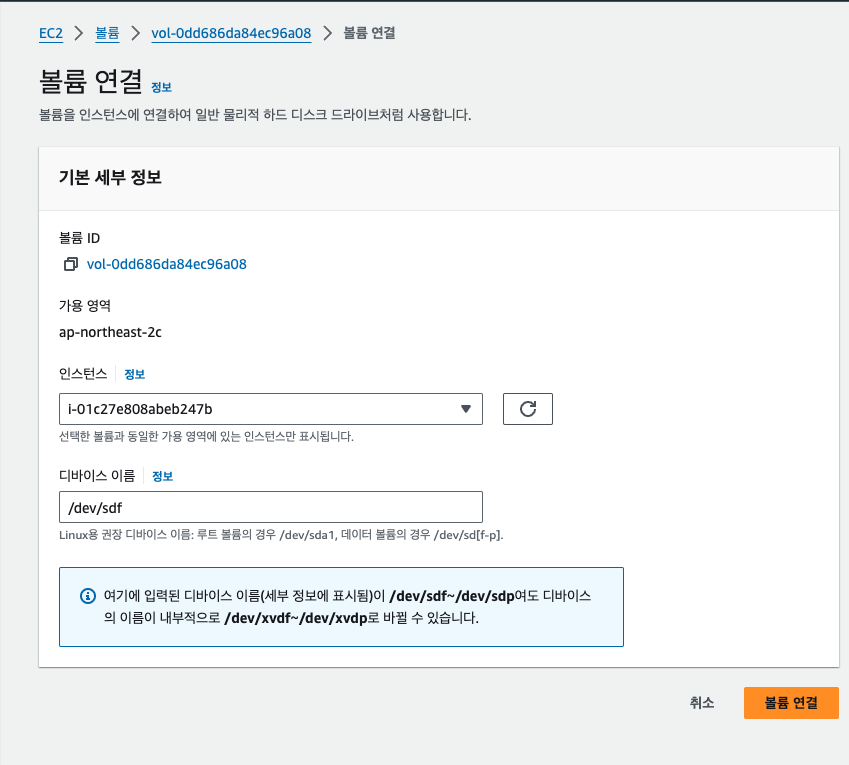 EC2 > 볼륨 > vol-0dd686da84ec96a08 > 볼륨 연결
볼륨 연결 정보
볼륨을 인스턴스에 연결하여 일반 물리적 하드 디스크 드라이브처럼 사용합니다.
기본 세부 정보
볼륨 ID
vol-0dd686da84ec96a08
가용 영역
ap-northeast-2c
인스턴스 정보
i-01c27e808abeb247b
선택한 볼륨과 동일한 가용 영역에 있는 인스턴스만 표시됩니다.
디바이스 이름 정보
/dev/sdf
Linux용 권장 디바이스 이름: 루트 볼륨의 경우 /dev/sda1, 데이터 볼륨의 경우 /dev/sd[f-p].
여기에 입력된 디바이스 이름(세부 정보에 표시됨)이 /dev/sdf~/dev/sdp여도 디바이스
의 이름이 내부적으로 /dev/xvdf~/dev/xvdp로 바뀔 수 있습니다.
취소 볼륨 연결